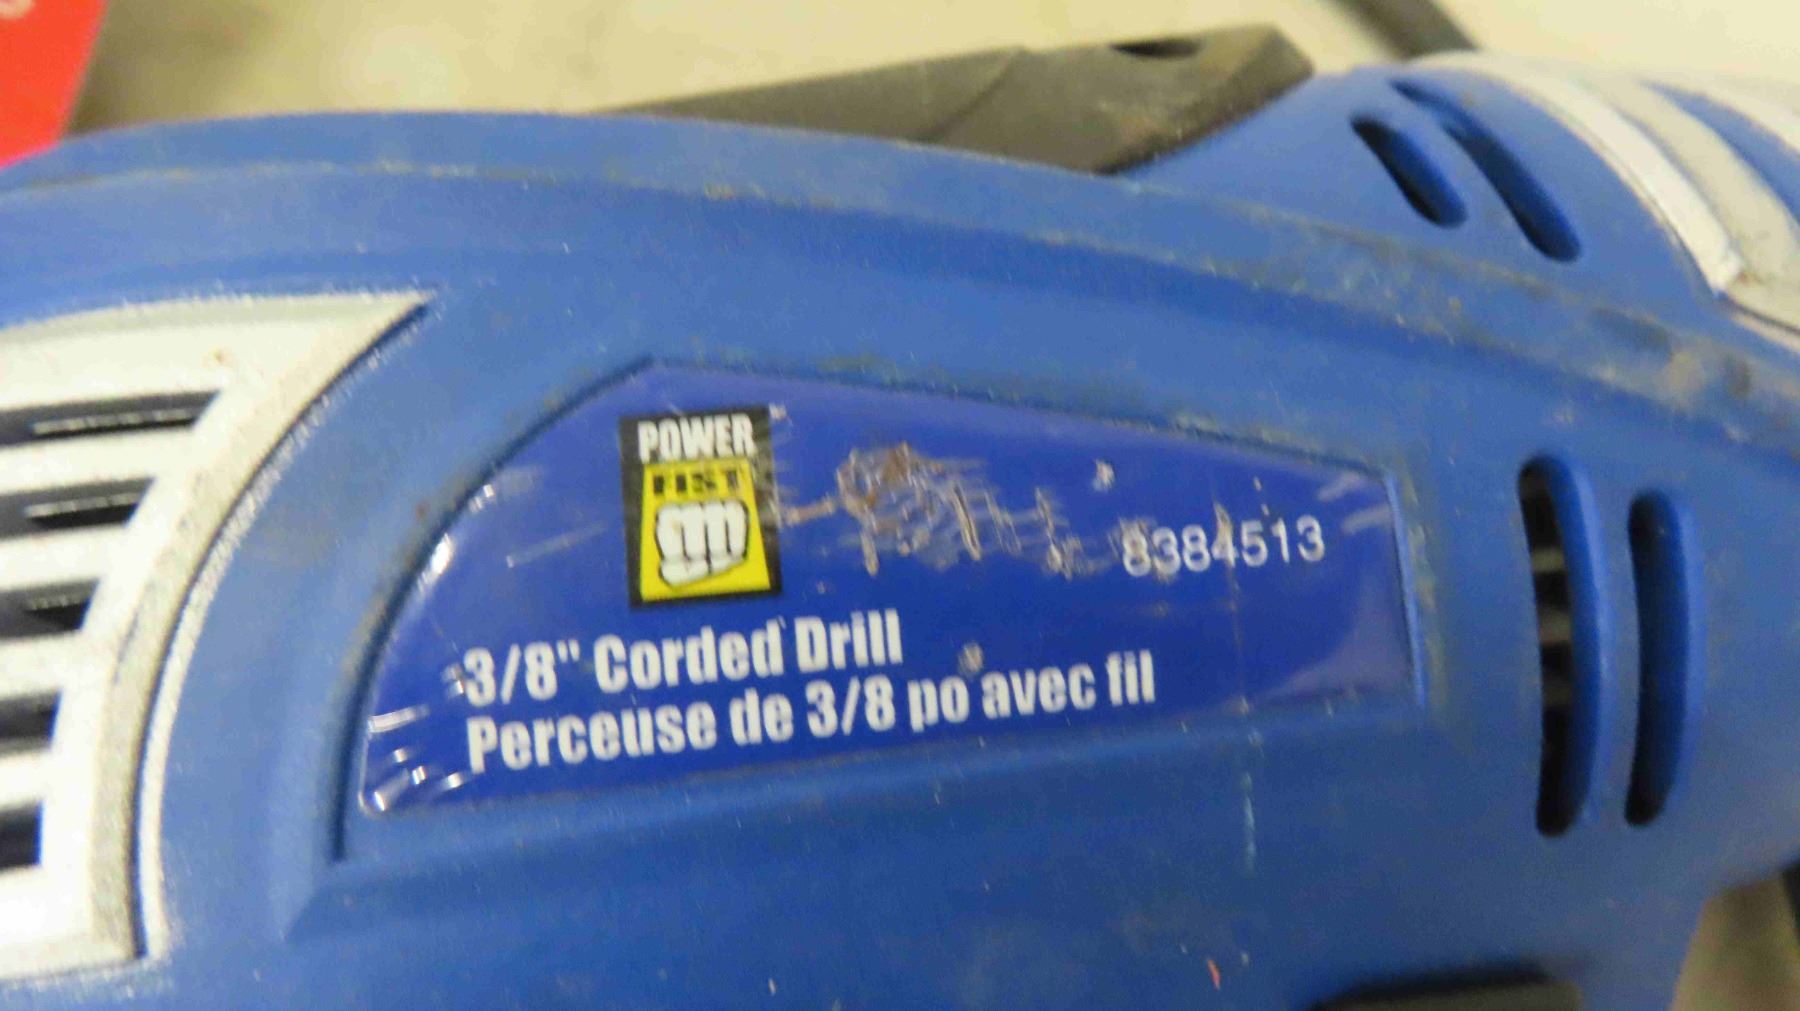 POWER
FIST
8384513
3/8" Corded Drill
Perceuse de 3/8 po avec fil